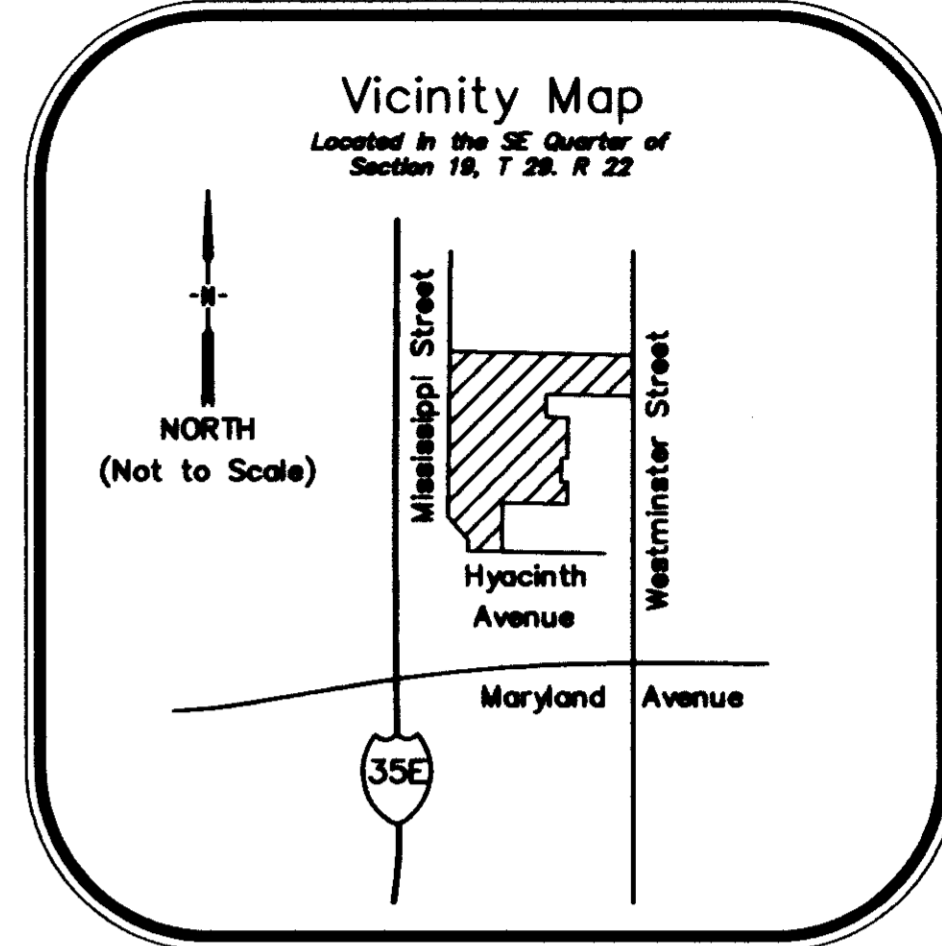 Vicinity Map
Located in the SE Quarter of
Section 19, T 29. R 22
N
NORTH
(Not to Scale)
Mississippi Street
Westminster Street
Hyacinth
Avenue
Maryland Avenue
35E